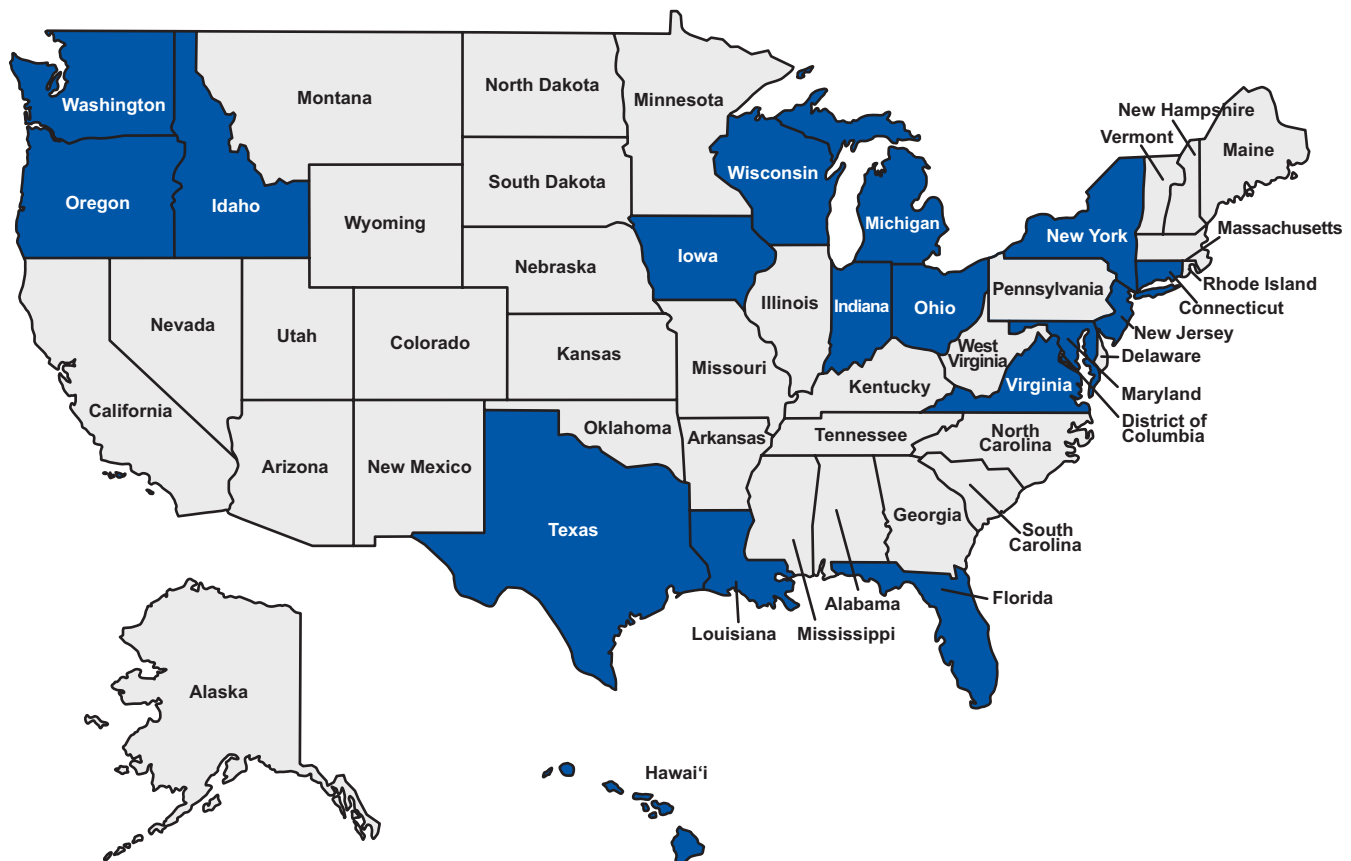 New Hampshire
Vermont
Washington
Montana
North Dakota
Minnesota
Maine
Wisconsin
South Dakota
Oregon
Idaho
Wyoming
Michigan
New York
Massachusetts
Iowa
Nebraska
Pennsylvania
Rhode Island
Connecticut
Nevada
Utah
Colorado
Illinois
Indiana
Ohio
New Jersey
Kansas
Missouri
West
Virginia
Delaware
California
Kentucky
Virginia
Maryland
District of
Columbia
Oklahoma
Arkansas
Tennessee
North
Carolina
Arizona
New Mexico
Texas
Georgia
South
Carolina
Florida
Alabama
Louisiana
Mississippi
Alaska
Hawai‘i